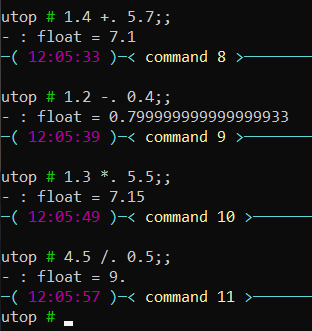 utop # 1.4 +. 5.7;;
- : float = 7.1
─( 12:05:33 )─< command 8 >─
utop # 1.2 -. 0.4;;
- : float = 0.799999999999999933
─( 12:05:39 )─< command 9 >─
utop # 1.3 *. 5.5;;
- : float = 7.15
─( 12:05:49 )─< command 10 >─
utop # 4.5 /. 0.5;;
- : float = 9.
─( 12:05:57 )─< command 11 >─
utop #